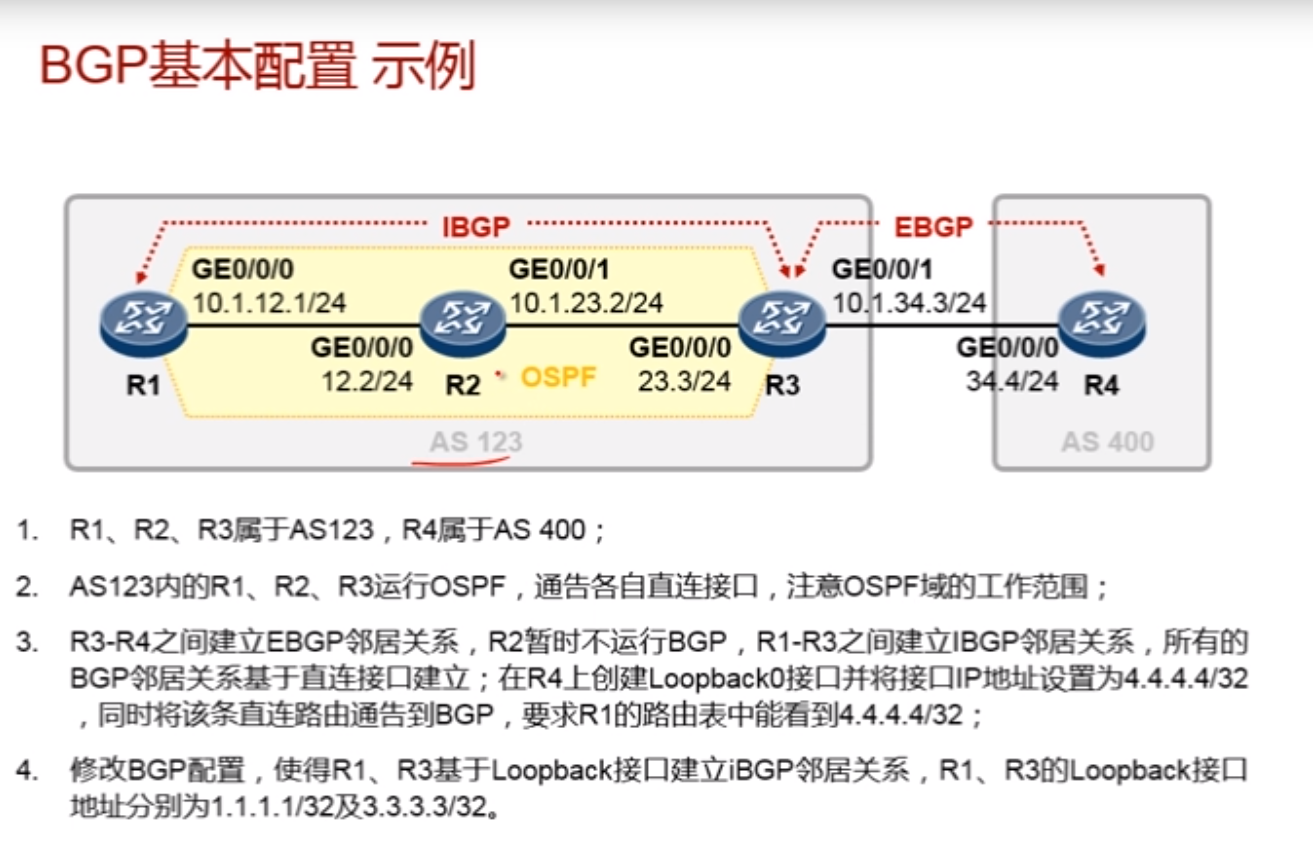 BGP基本配置 示例
IBGP
EBGP
GE0/0/0
GE0/0/1
GE0/0/1
10.1.12.1/24
10.1.23.2/24
10.1.34.3/24
GE0/0/0
GE0/0/0
GE0/0/0
R1
12.2/24
R2
OSPF
23.3/24
R3
34.4/24
R4
AS 123
AS 400
1. R1、R2、R3属于AS123，R4属于AS 400；
2. AS123内的R1、R2、R3运行OSPF，通告各自直连接口，注意OSPF域的工作范围；
3. R3-R4之间建立EBGP邻居关系，R2暂时不运行BGP，R1-R3之间建立IBGP邻居关系，所有的
BGP邻居关系基于直连接口建立；在R4上创建Loopback0接口并将接口IP地址设置为4.4.4.4/32
，同时将该条直连路由通告到BGP，要求R1的路由表中能看到4.4.4.4/32；
4. 修改BGP配置，使得R1、R3基于Loopback接口建立iBGP邻居关系，R1、R3的Loopback接口
地址分别为1.1.1.1/32及3.3.3.3/32。